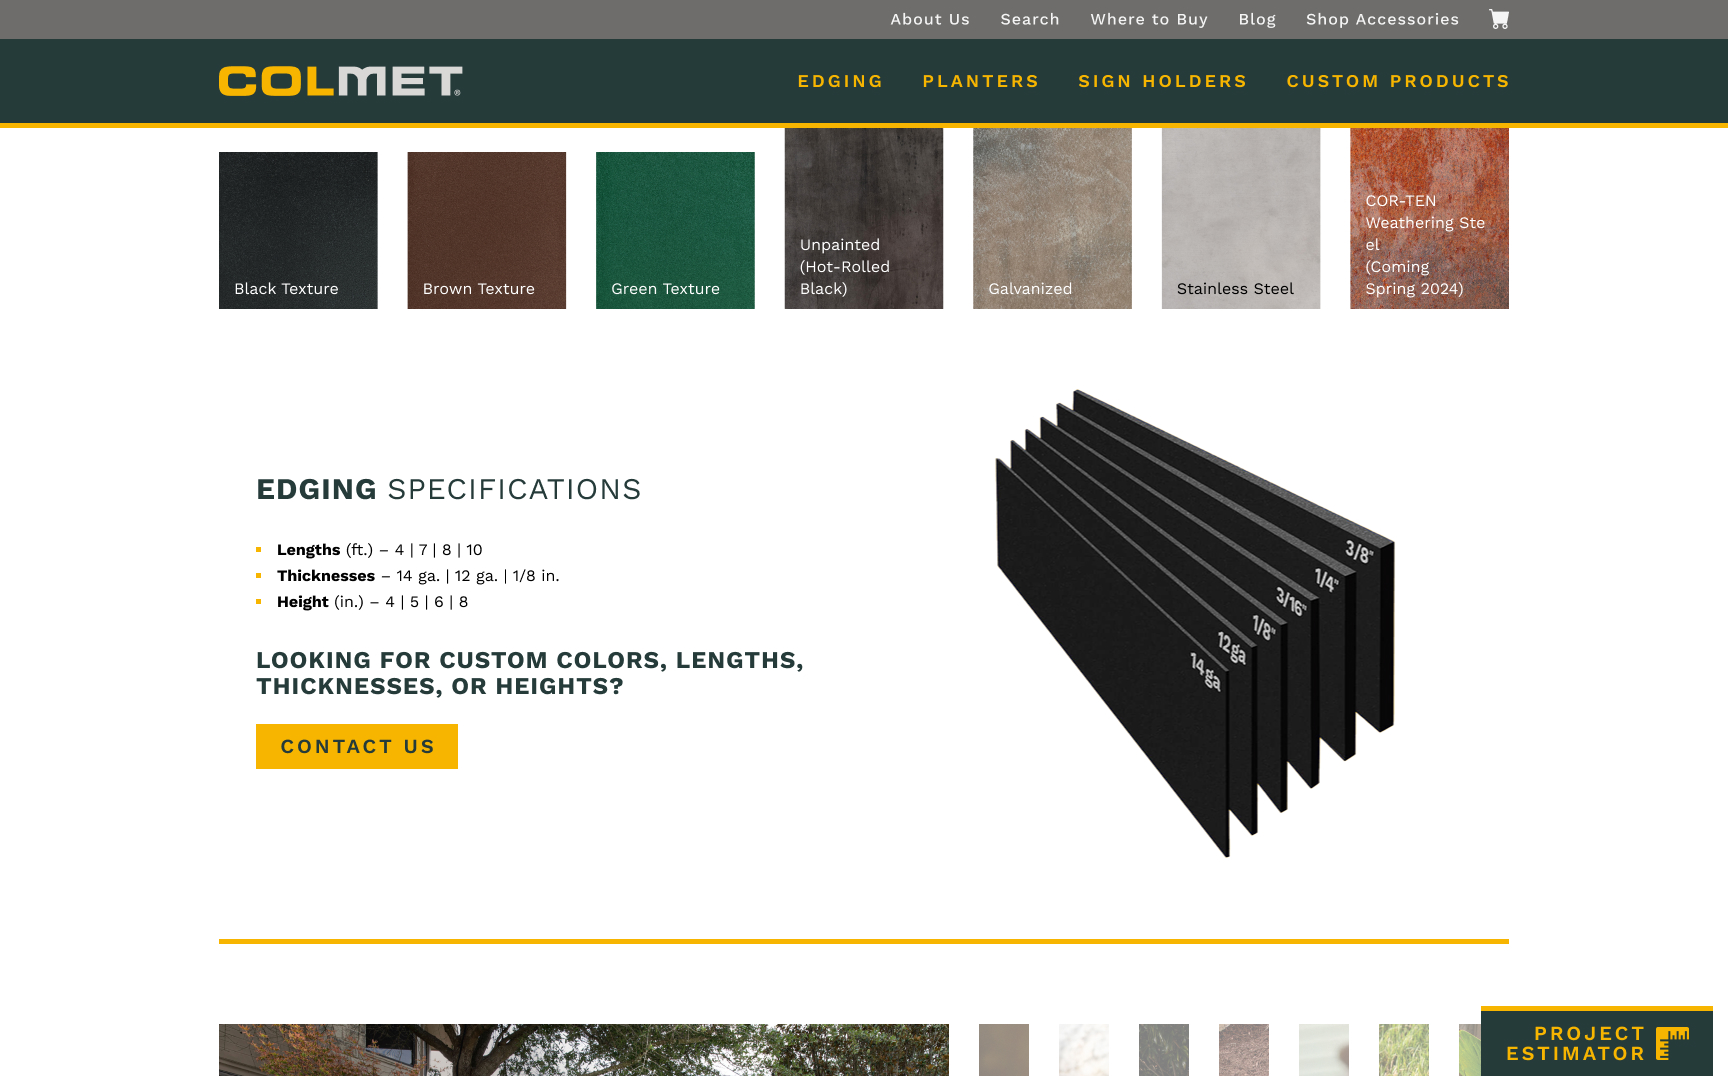 About Us Search Where to Buy Blog Shop Accessories
COLMET®
EDGING PLANTERS SIGN HOLDERS CUSTOM PRODUCTS
Black Texture
Brown Texture
Green Texture
Unpainted
(Hot-Rolled
Black)
Galvanized
Stainless Steel
COR-TEN
Weathering Ste
el
(Coming
Spring 2024)
EDGING SPECIFICATIONS
Lengths (ft.) – 4 | 7 | 8 | 10
Thicknesses – 14 ga. | 12 ga. | 1/8 in.
Height (in.) – 4 | 5 | 6 | 8
LOOKING FOR CUSTOM COLORS, LENGTHS,
THICKNESSES, OR HEIGHTS?
CONTACT US
3/8"
1/4"
3/16"
1/8"
12ga
14ga
PROJECT
ESTIMATOR